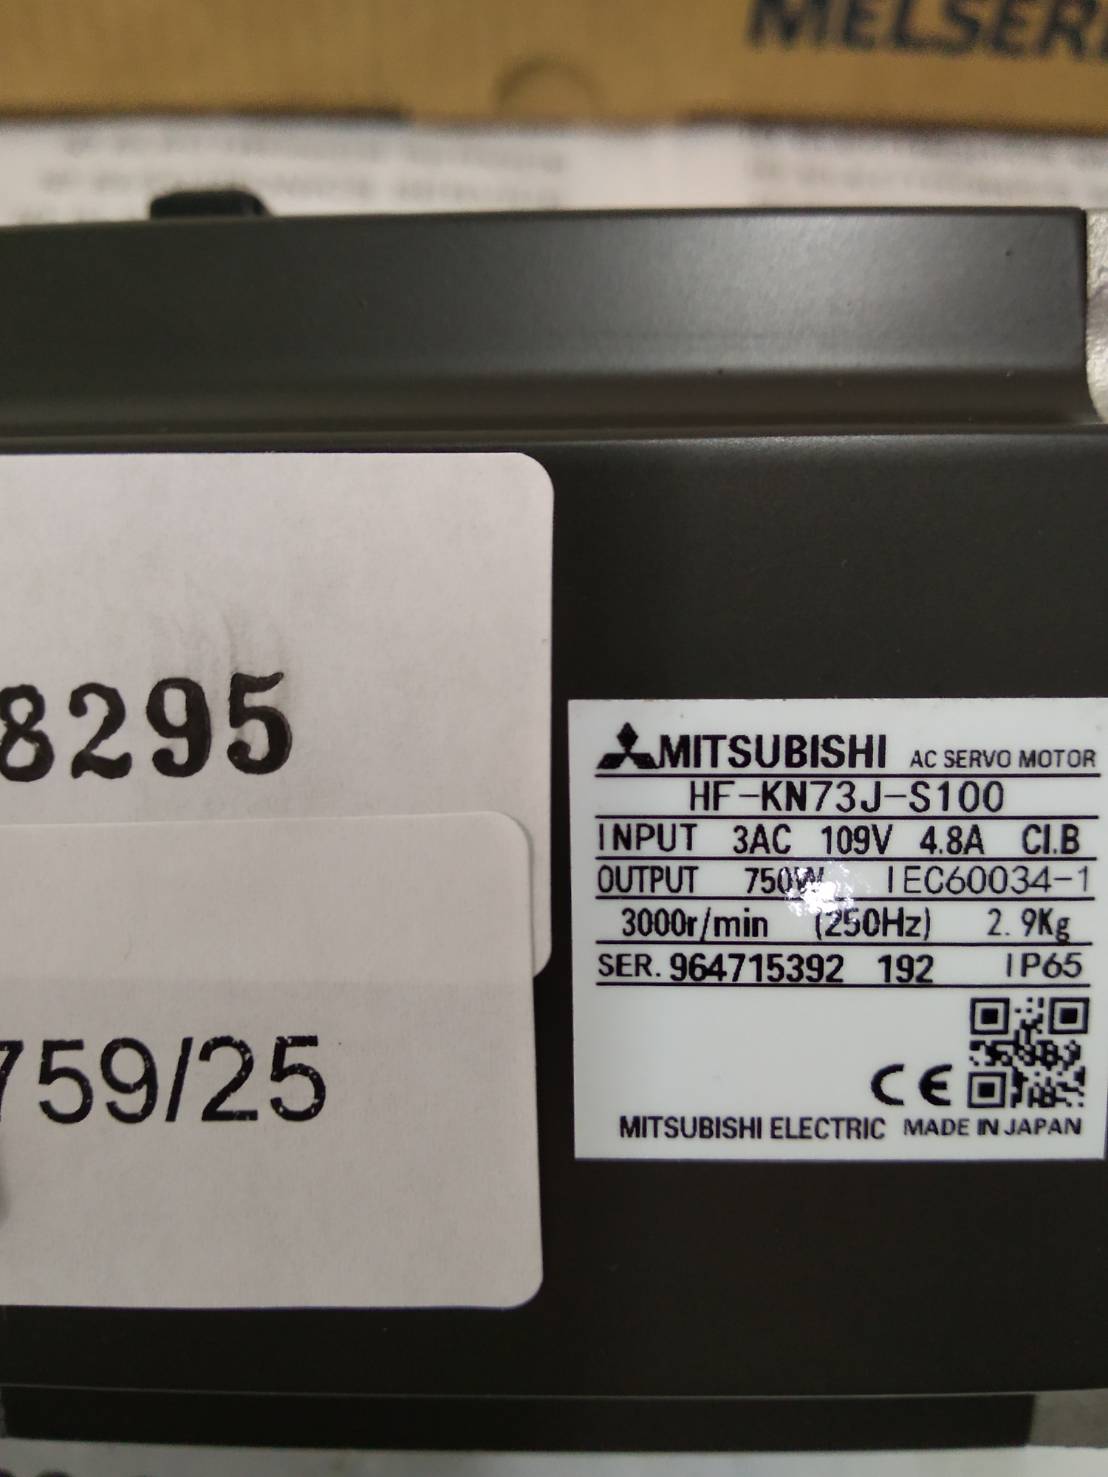 MELSER
8295
759/25
MITSUBISHI AC SERVO MOTOR
HF-KN73J-S100
INPUT 3AC 109V 4.8A CI.B
OUTPUT 750W IEC60034-1
3000r/min (250Hz) 2.9Kg
SER. 964715392 192 IP65
CE
MITSUBISHI ELECTRIC MADE IN JAPAN